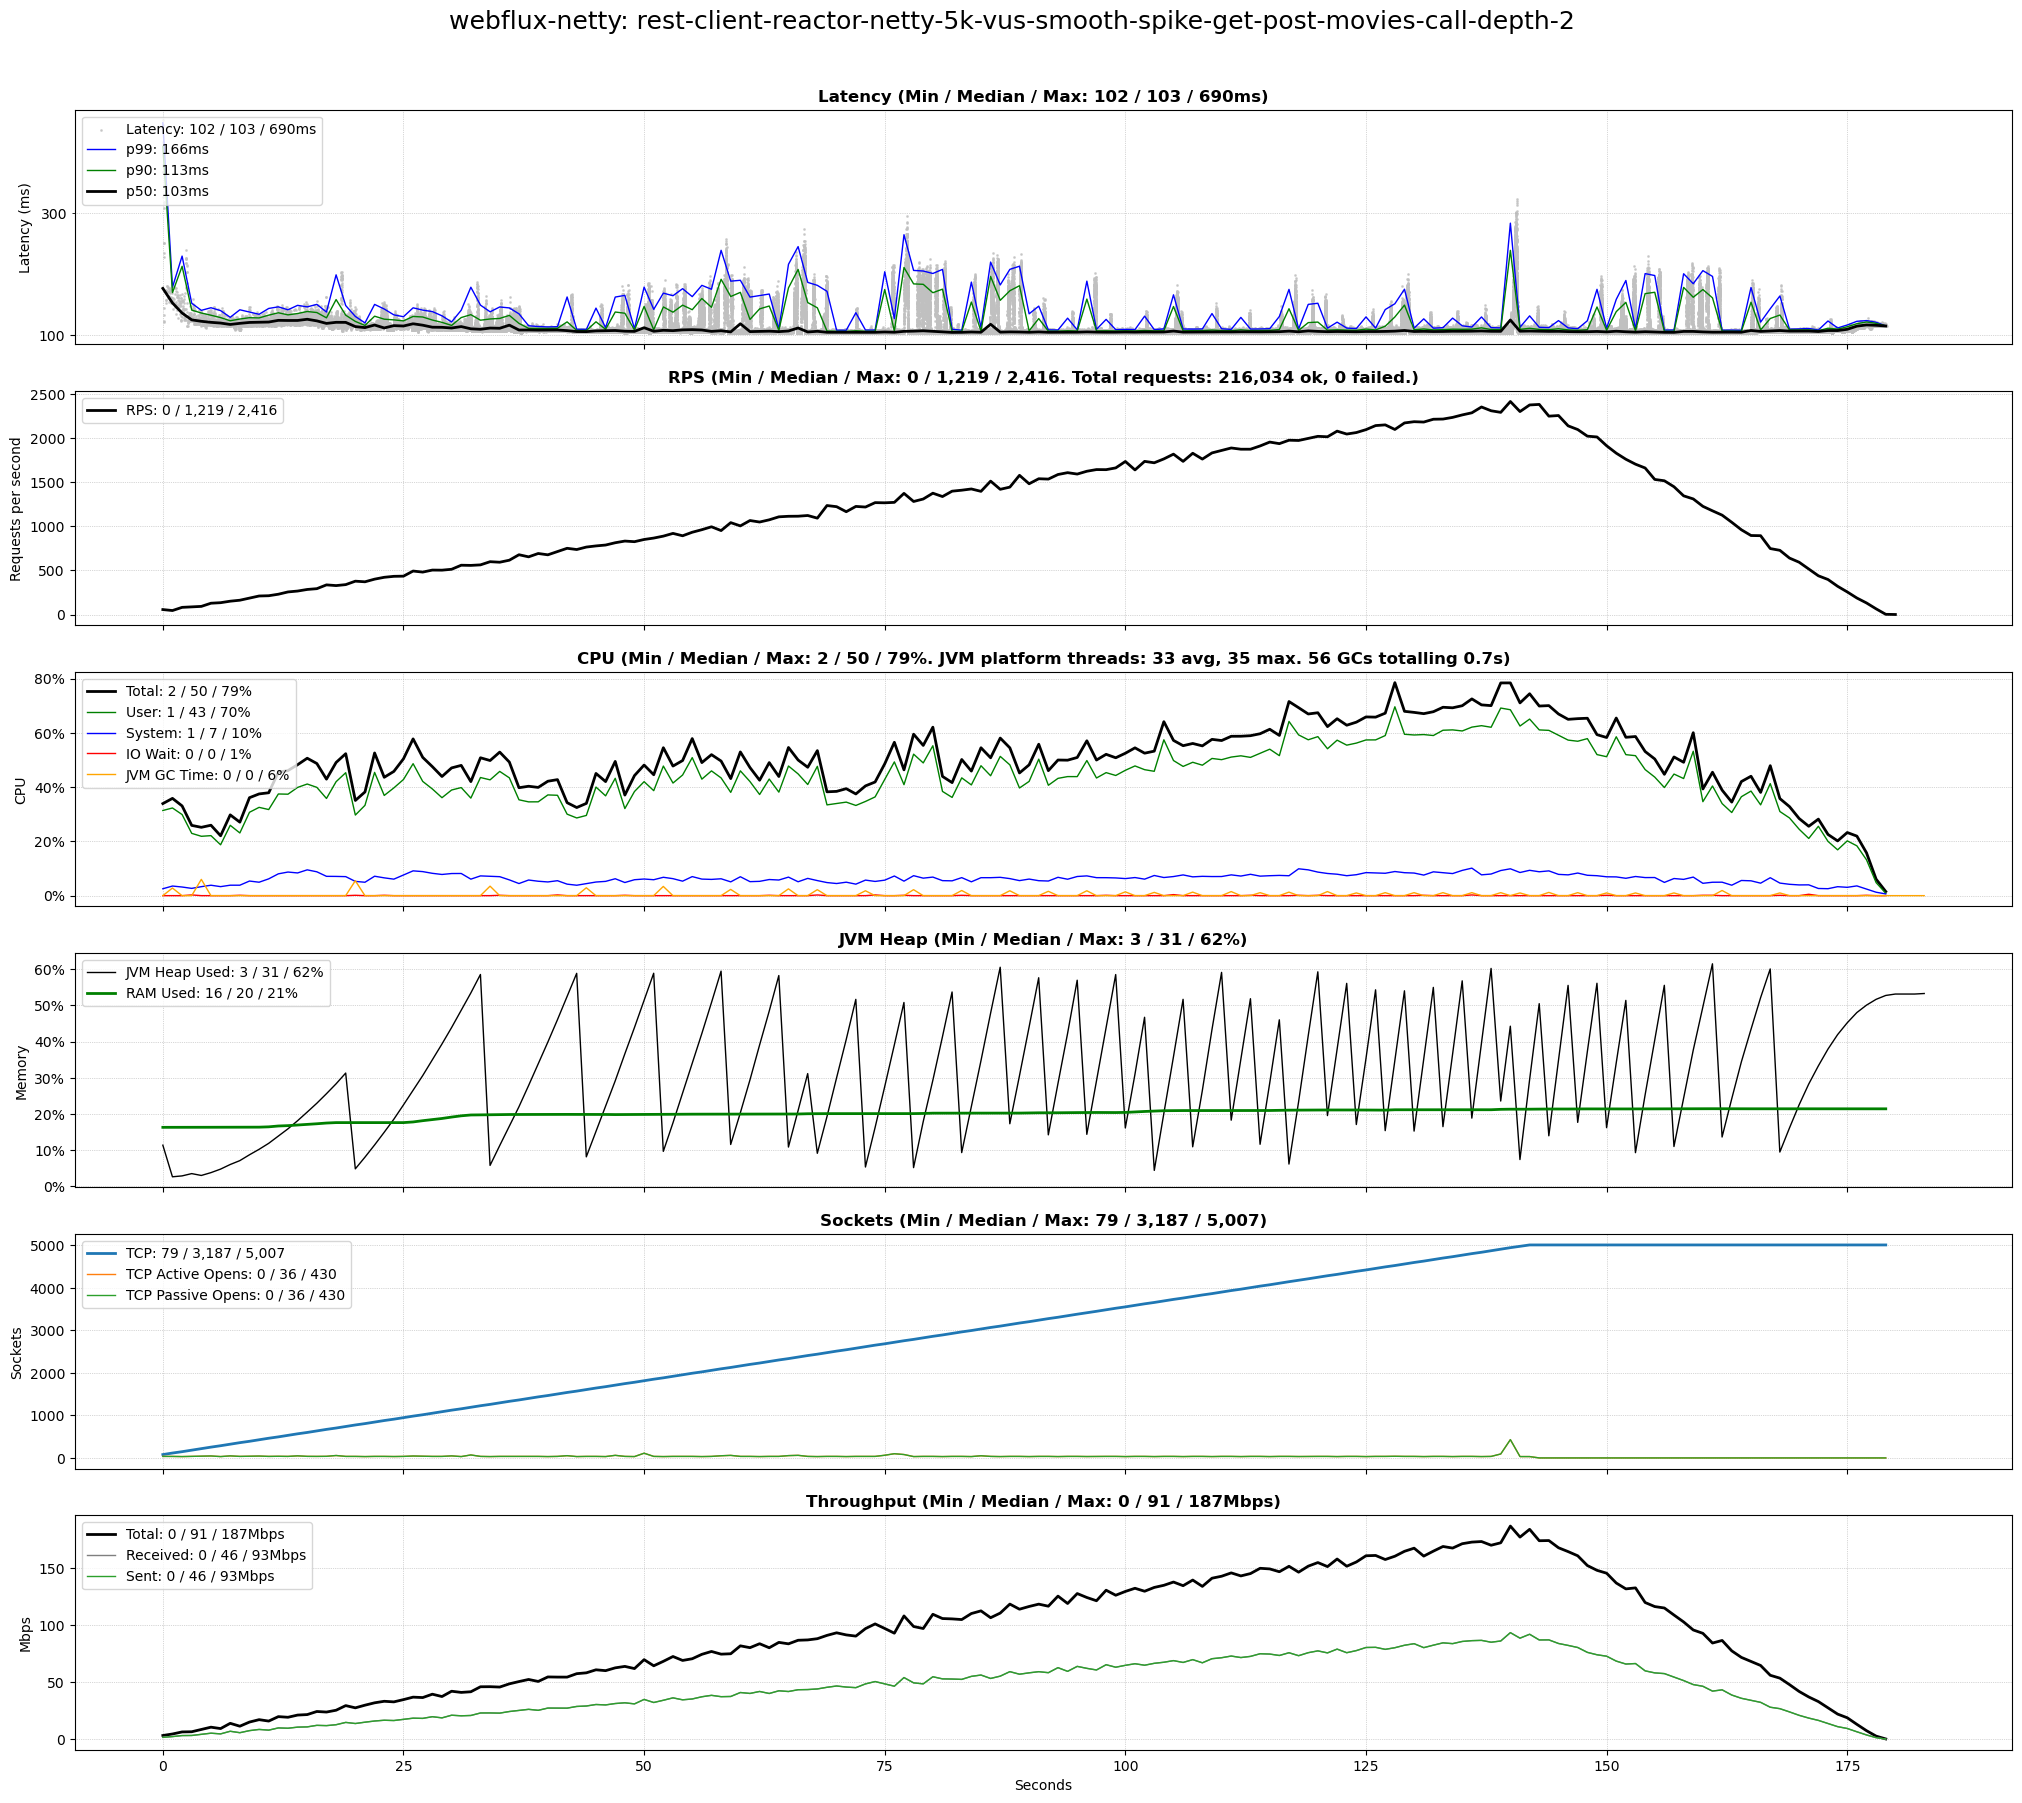 webflux-netty: rest-client-reactor-netty-5k-vus-smooth-spike-get-post-movies-call-depth-2
Latency (Min / Median / Max: 102 / 103 / 690ms)
Latency: 102 / 103 / 690ms
p99: 166ms
p90: 113ms
p50: 103ms
Latency (ms)
300
100
RPS (Min / Median / Max: 0 / 1,219 / 2,416. Total requests: 216,034 ok, 0 failed.)
RPS: 0 / 1,219 / 2,416
Requests per second
2500
2000
1500
1000
500
0
CPU (Min / Median / Max: 2 / 50 / 79%. JVM platform threads: 33 avg, 35 max. 56 GCs totalling 0.7s)
Total: 2 / 50 / 79%
User: 1 / 43 / 70%
System: 1 / 7 / 10%
IO Wait: 0 / 0 / 1%
JVM GC Time: 0 / 0 / 6%
CPU
80%
60%
40%
20%
0%
JVM Heap (Min / Median / Max: 3 / 31 / 62%)
JVM Heap Used: 3 / 31 / 62%
RAM Used: 16 / 20 / 21%
Memory
60%
50%
40%
30%
20%
10%
0%
Sockets (Min / Median / Max: 79 / 3,187 / 5,007)
TCP: 79 / 3,187 / 5,007
TCP Active Opens: 0 / 36 / 430
TCP Passive Opens: 0 / 36 / 430
Sockets
5000
4000
3000
2000
1000
0
Throughput (Min / Median / Max: 0 / 91 / 187Mbps)
Total: 0 / 91 / 187Mbps
Received: 0 / 46 / 93Mbps
Sent: 0 / 46 / 93Mbps
Mbps
150
100
50
0
0 25 50 75 100 125 150 175
Seconds